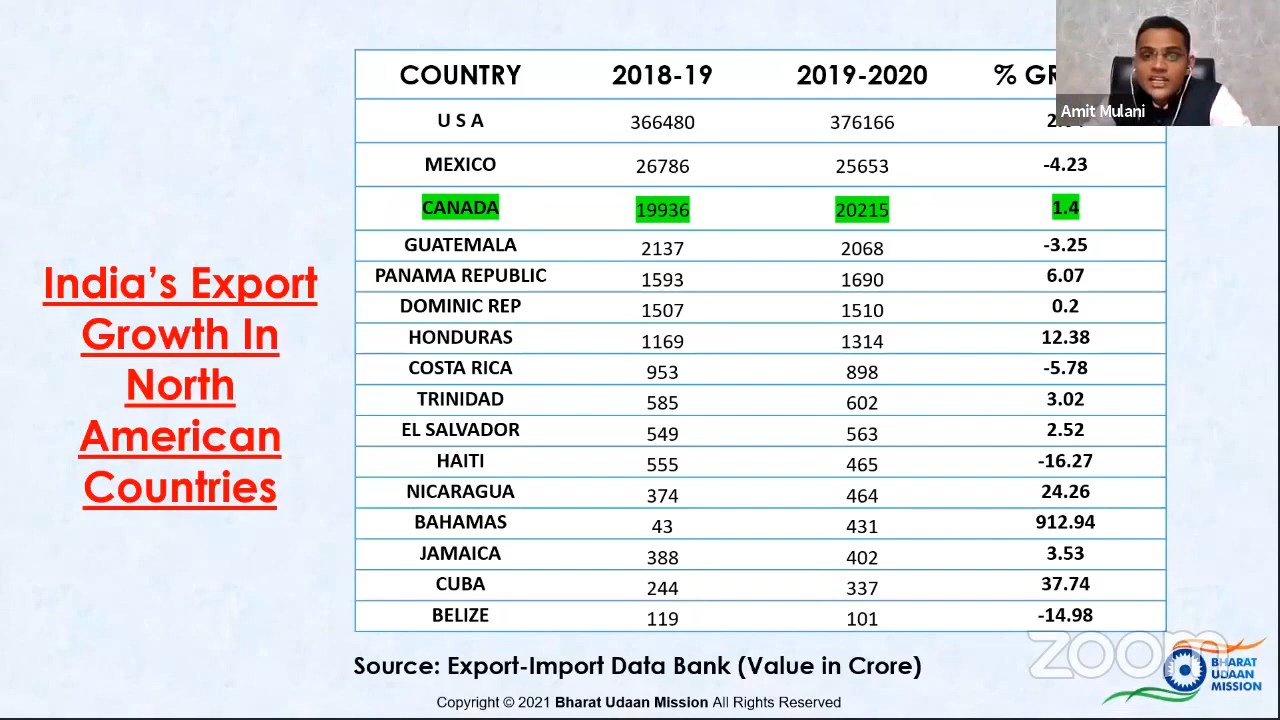 COUNTRY 2018-19 2019-2020 % GR
Amit Mulani
U S A 366480 376166
MEXICO 26786 25653 -4.23
CANADA 19936 20215 1.4
GUATEMALA 2137 2068 -3.25
PANAMA REPUBLIC 1593 1690 6.07
DOMINIC REP 1507 1510 0.2
HONDURAS 1169 1314 12.38
COSTA RICA 953 898 -5.78
TRINIDAD 585 602 3.02
EL SALVADOR 549 563 2.52
HAITI 555 465 -16.27
NICARAGUA 374 464 24.26
BAHAMAS 43 431 912.94
JAMAICA 388 402 3.53
CUBA 244 337 37.74
BELIZE 119 101 -14.98
India's Export
Growth In
North
American
Countries
Source: Export-Import Data Bank (Value in Crore)
Copyright © 2021 Bharat Udaan Mission All Rights Reserved
zoom
BHARAT
UDAAN
MISSION